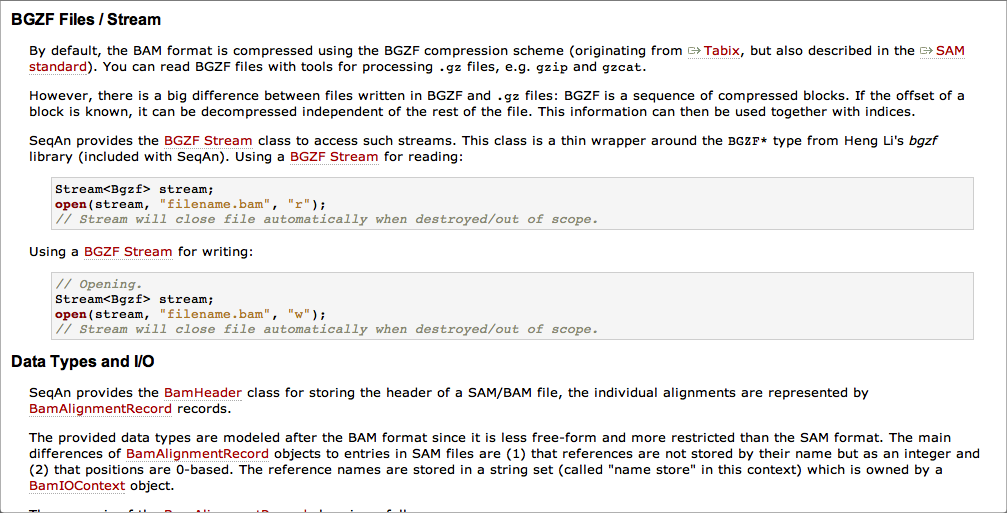 BGZF Files / Stream
By default, the BAM format is compressed using the BGZF compression scheme (originating from Tabix, but also described in the SAM
standard). You can read BGZF files with tools for processing .gz files, e.g. gzip and gzcat.
However, there is a big difference between files written in BGZF and .gz files: BGZF is a sequence of compressed blocks. If the offset of a
block is known, it can be decompressed independent of the rest of the file. This information can then be used together with indices.
SeqAn provides the BGZF Stream class to access such streams. This class is a thin wrapper around the BGZF* type from Heng Li's bgzf
library (included with SeqAn). Using a BGZF Stream for reading:
Stream<Bgzf> stream;
open(stream, "filename.bam", "r");
// Stream will close file automatically when destroyed/out of scope.
Using a BGZF Stream for writing:
// Opening.
Stream<Bgzf> stream;
open(stream, "filename.bam", "w");
// Stream will close file automatically when destroyed/out of scope.
Data Types and I/O
SeqAn provides the BamHeader class for storing the header of a SAM/BAM file, the individual alignments are represented by
BamAlignmentRecord records.
The provided data types are modeled after the BAM format since it is less free-form and more restricted than the SAM format. The main
differences of BamAlignmentRecord objects to entries in SAM files are (1) that references are not stored by their name but as an integer and
(2) that positions are 0-based. The reference names are stored in a string set (called "name store" in this context) which is owned by a
BamIOContext object.